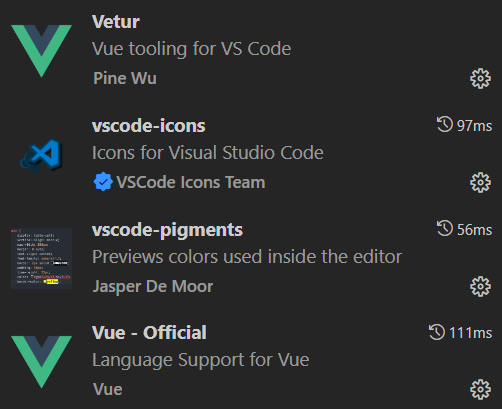 Vetur
Vue tooling for VS Code
Pine Wu
vscode-icons
97ms
Icons for Visual Studio Code
VSCode Icons Team
vscode-pigments
56ms
Previews colors used inside the editor
Jasper De Moor
Vue - Official
111ms
Language Support for Vue
Vue